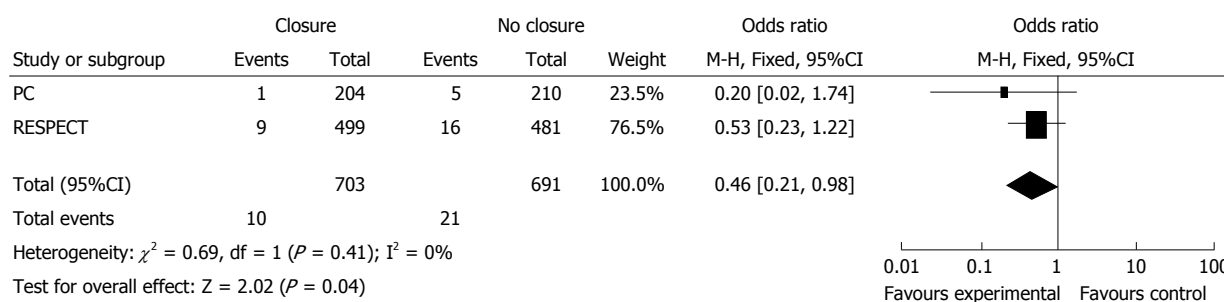 Closure No closure Odds ratio Odds ratio
Study or subgroup Events Total Events Total Weight M-H, Fixed, 95%CI M-H, Fixed, 95%CI
PC 1 204 5 210 23.5% 0.20 [0.02, 1.74]
RESPECT 9 499 16 481 76.5% 0.53 [0.23, 1.22]
Total (95%CI) 703 691 100.0% 0.46 [0.21, 0.98]
Total events 10 21
Heterogeneity: χ² = 0.69, df = 1 (P = 0.41); I² = 0%
Test for overall effect: Z = 2.02 (P = 0.04)
0.01 0.1 1 10 100
Favours experimental Favours control